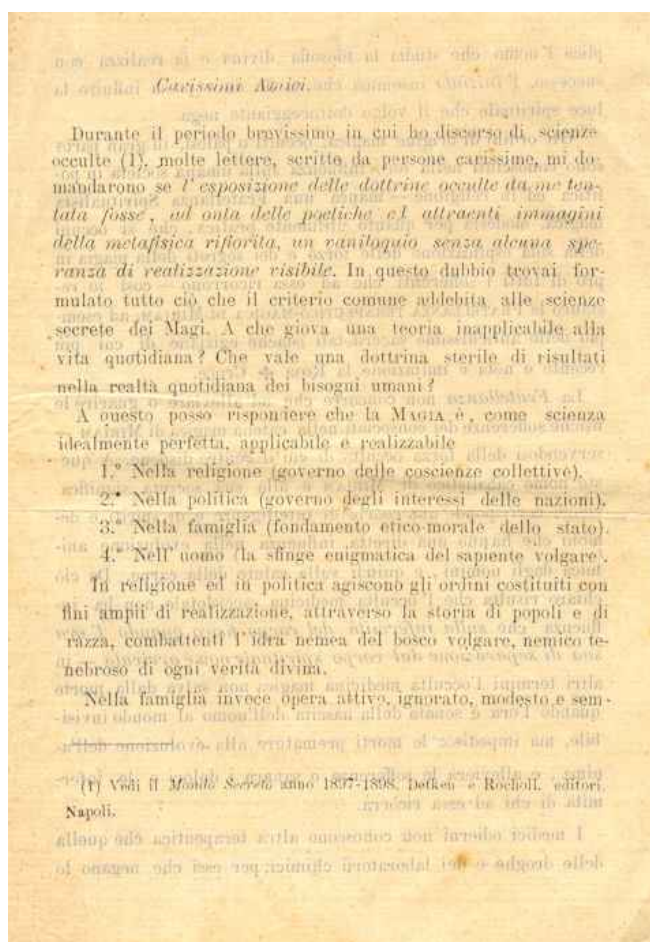 Carissimi Amici.
Durante il periodo brevissimo in cui ho discorso di scienze
occulte (1), molte lettere, scritte da persone carissime, mi do-
mandarono se l'esposizione delle dottrine occulte da me ten-
tata fosse, ad onta delle poetiche ed attraenti immagini
della metafisica rifiorita, un vaniloquio senza alcuna spe-
ranza di realizzazione visibile. In questo dubbio trovai for-
mulato tutto ciò che il criterio comune addebita alle scienze
secrete dei Magi. A che giova una teoria inapplicabile alla
vita quotidiana? Che vale una dottrina sterile di risultati
nella realtà quotidiana dei bisogni umani?
A questo posso rispondere che la MAGIA è, come scienza
idealmente perfetta, applicabile e realizzabile
1.° Nella religione (governo delle coscienze collettive).
2.° Nella politica (governo degli interessi delle nazioni).
3.° Nella famiglia (fondamento etico-morale dello stato).
4.° Nell'uomo (la sfinge enigmatica del sapiente volgare).
In religione ed in politica agiscono gli ordini costituiti con
fini ampli di realizzazione, attraverso la storia di popoli e di
razza, combattenti l'idra nemea del bosco volgare, nemico te-
nebroso di ogni verità divina.
Nella famiglia invece opera attivo, ignorato, modesto e sem-
(1) Vedi il Mondo Secreto anno 1897-1898. Detken e Rocholl, editori,
Napoli.